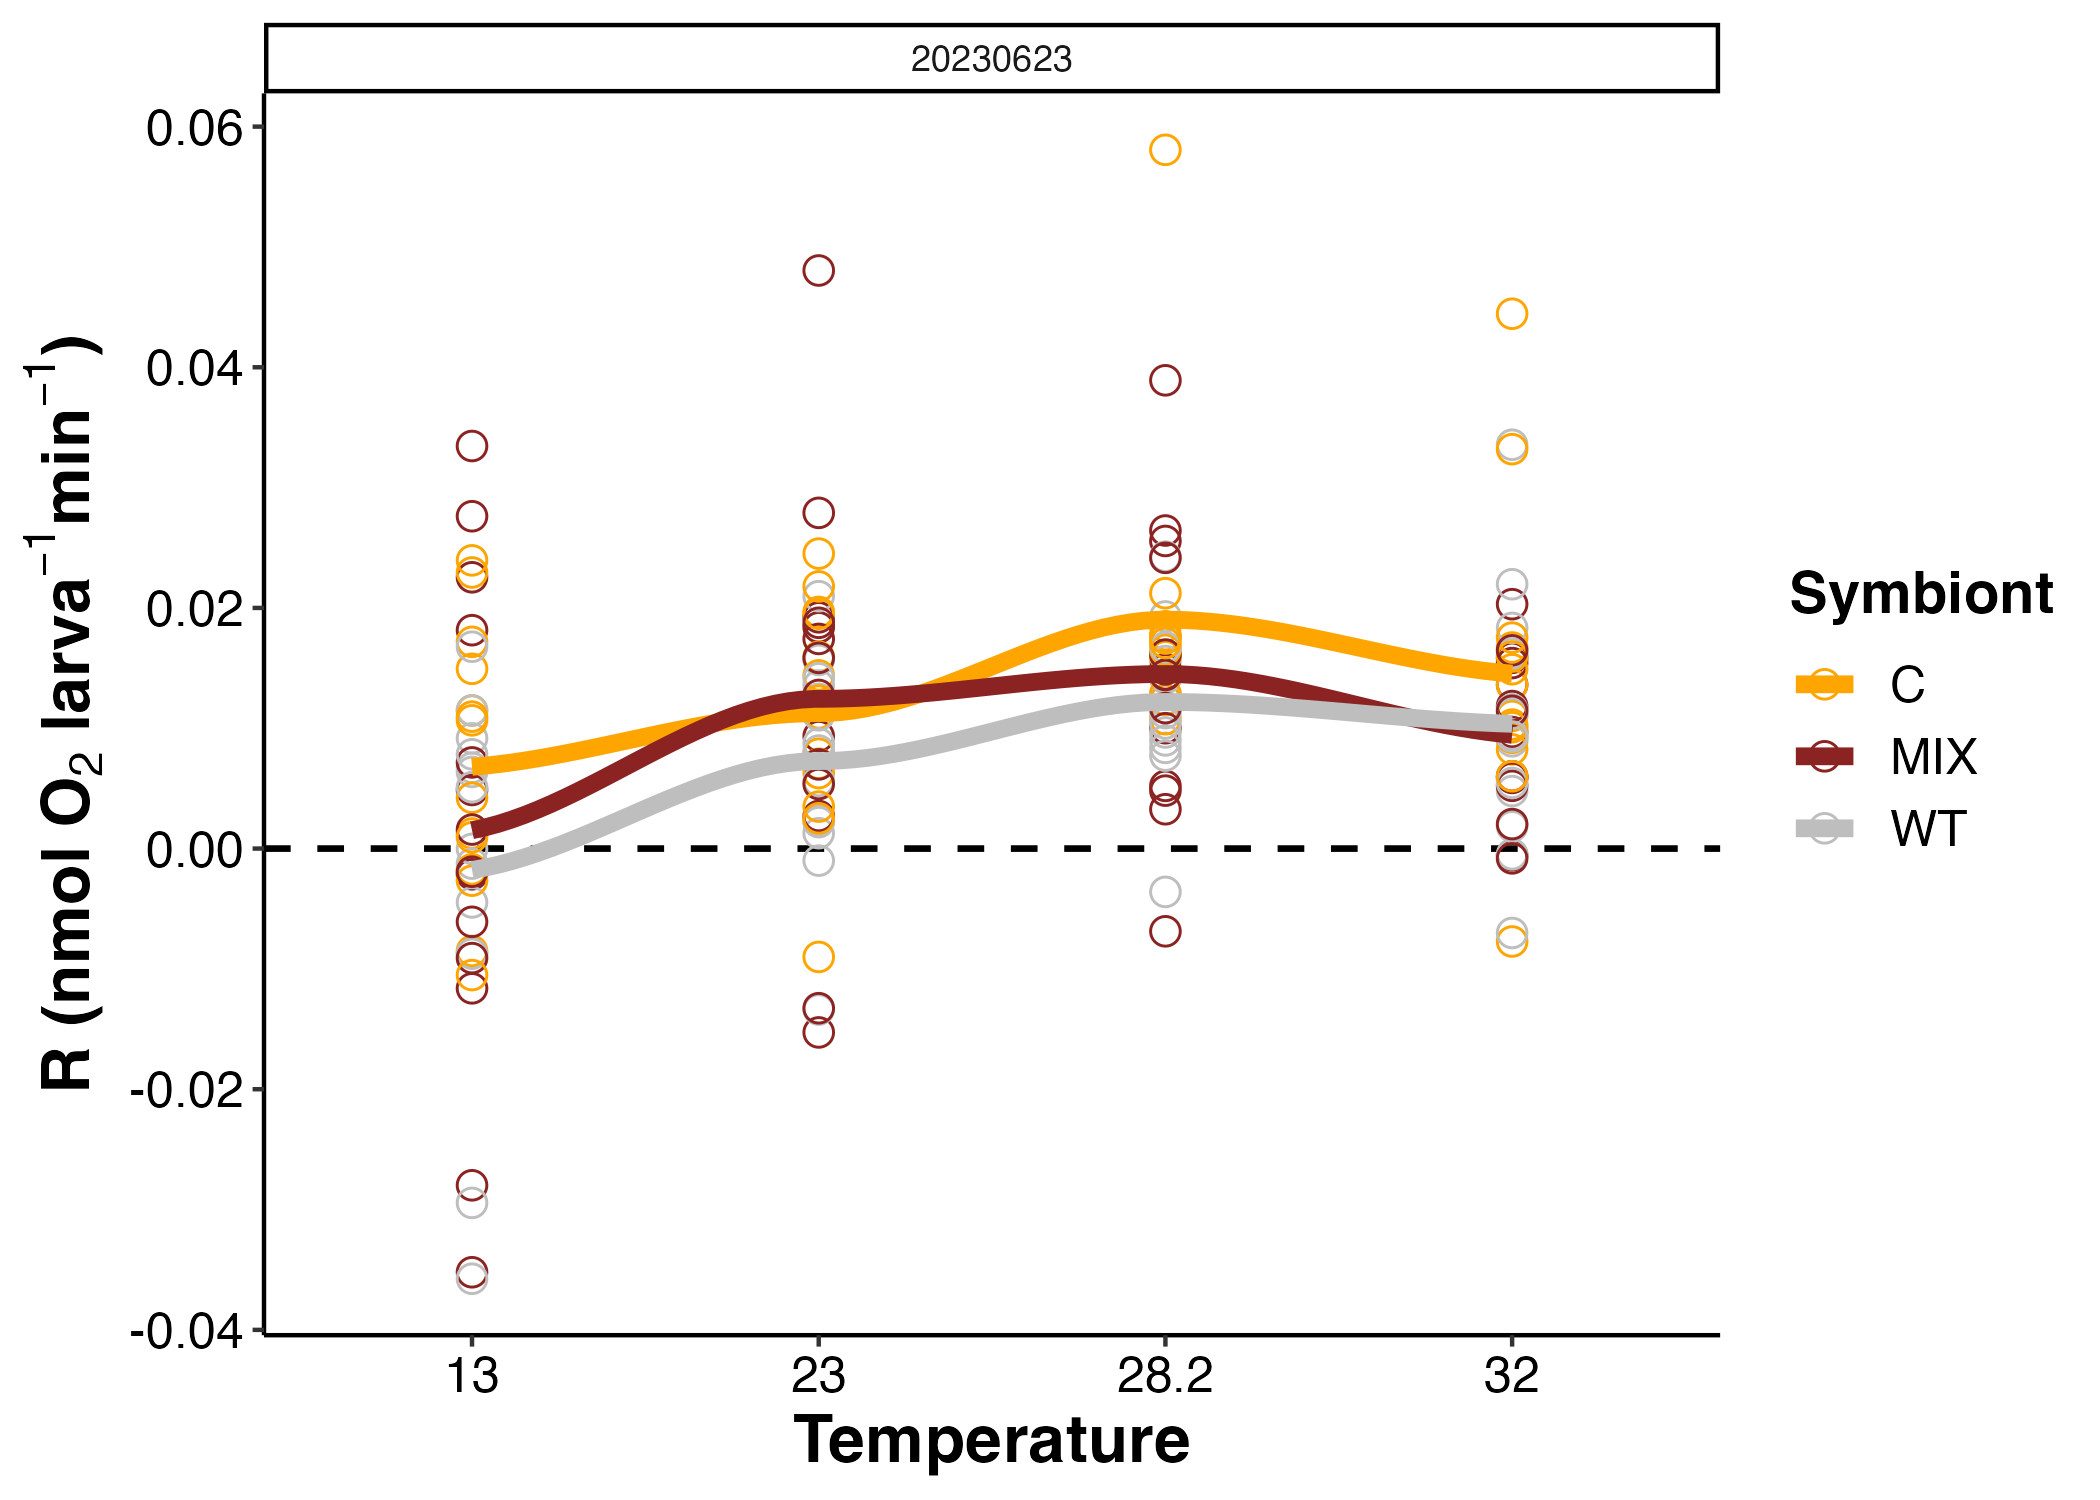 20230623
0.06
0.04
0.02
0.00
-0.02
-0.04
R (nmol O₂ larva⁻¹min⁻¹)
13 23 28.2 32
Temperature
Symbiont
C
MIX
WT